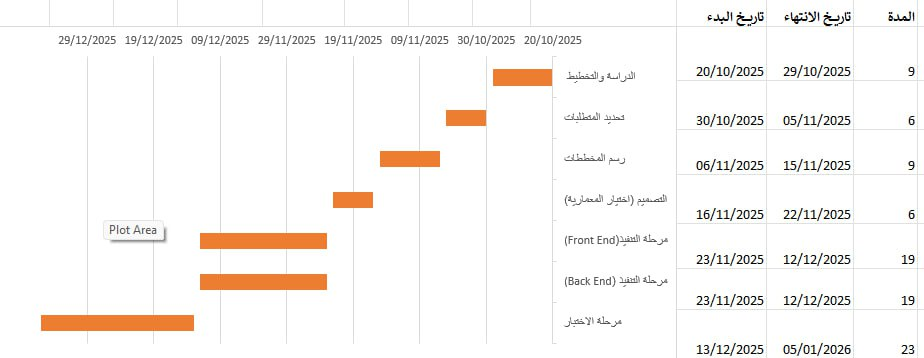 تاريخ البدء تاريخ الانتهاء المدة
20/10/2025 30/10/2025 09/11/2025 19/11/2025 29/11/2025 09/12/2025 19/12/2025 29/12/2025
الدراسة والتخطيط
20/10/2025 29/10/2025 9
تحديد المتطلبات
30/10/2025 05/11/2025 6
رسم المخططات
06/11/2025 15/11/2025 9
التصميم (اختيار المعمارية)
16/11/2025 22/11/2025 6
Plot Area
مرحلة التنفيذ(Front End)
23/11/2025 12/12/2025 19
مرحلة التنفيذ (Back End)
23/11/2025 12/12/2025 19
مرحلة الاختبار
13/12/2025 05/01/2026 23